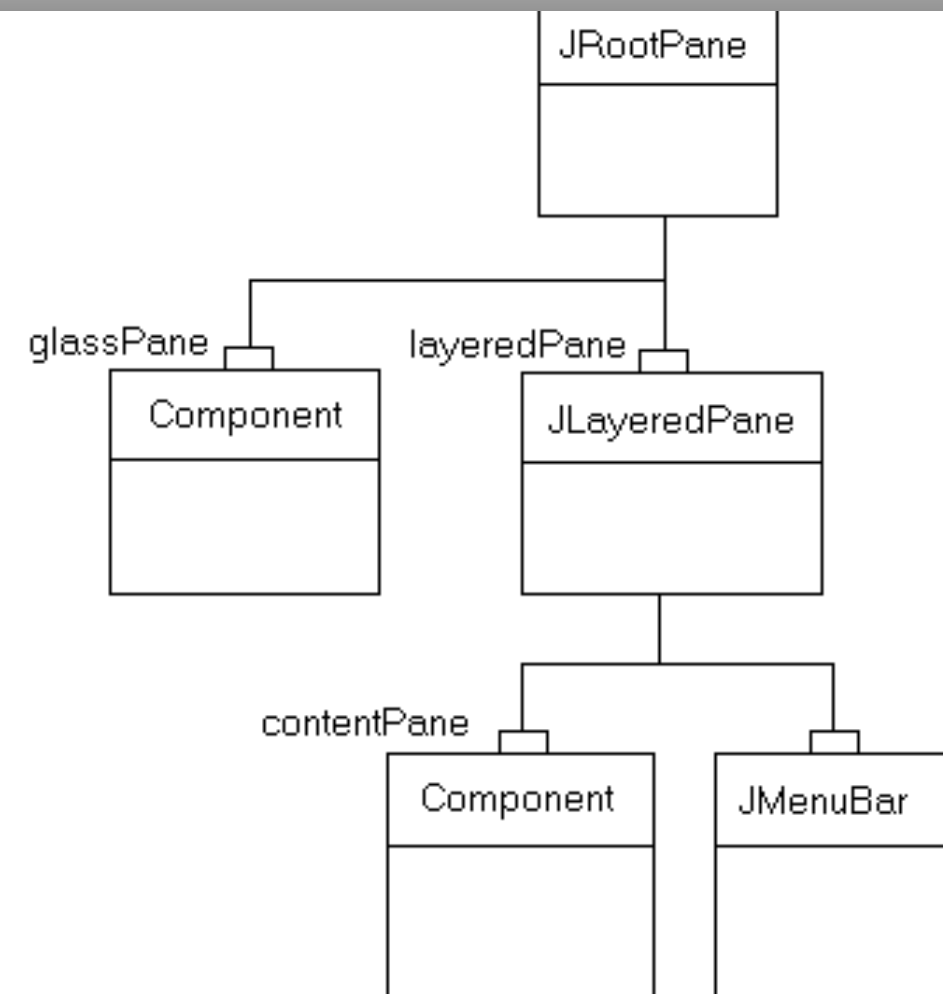 JRootPane
glassPane
layeredPane
Component
JLayeredPane
contentPane
Component
JMenuBar